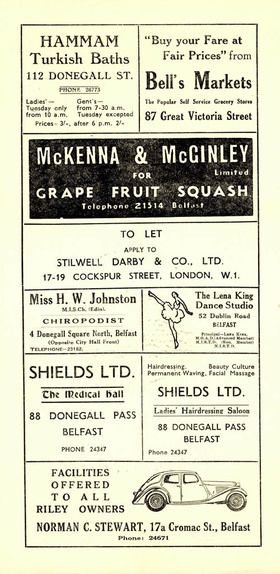 HAMMAM
Turkish Baths
112 DONEGALL ST.
PHONE 26773
Ladies'— Gent's—
Tuesday only from 7-30 a.m.
from 10 a.m. Tuesday excepted
Prices- 3/-, after 6 p.m. 2/-
"Buy your Fare at
Fair Prices" from
Bell's Markets
The Popular Self Service Grocery Stores
87 Great Victoria Street
McKENNA & McGINLEY
Limited
FOR
GRAPE FRUIT SQUASH
Telephone 21514 Belfast
TO LET
APPLY TO
STILWELL DARBY & CO., LTD.
17-19 COCKSPUR STREET, LONDON, W.1.
Miss H. W. Johnston
M.I.S.Ch. (Edin).
CHIROPODIST
4 Donegall Square North, Belfast
(Opposite City Hall Front)
TELEPHONE—23162.
The Lena King
Dance Studio
52 Dublin Road
BELFAST
Principal—Lena King,
SHIELDS LTD.
The Medical Hall
88 DONEGALL PASS
BELFAST
PHONE 24347
Hairdressing, Beauty Culture
Permanent Waving, Facial Massage
SHIELDS LTD.
Ladies' Hairdressing Saloon
88 DONEGALL PASS
BELFAST
Phone 24347
FACILITIES
OFFERED
TO ALL
RILEY OWNERS
NORMAN C. STEWART, 17a Cromac St., Belfast
Phone: 24671